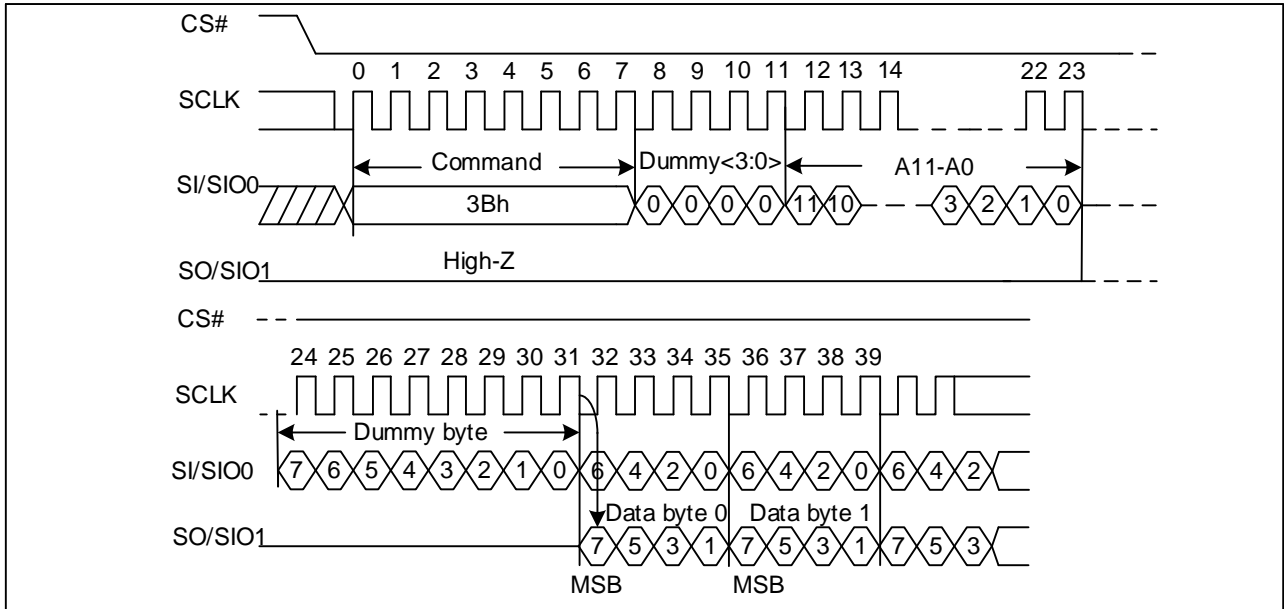 CS#
0 1 2 3 4 5 6 7 8 9 10 11 12 13 14 22 23
SCLK
Command Dummy<3:0> A11-A0
SI/SIO0
3Bh 0 0 0 0 11 10 3 2 1 0
High-Z
SO/SIO1
CS#
24 25 26 27 28 29 30 31 32 33 34 35 36 37 38 39
SCLK
Dummy byte
SI/SIO0 7 6 5 4 3 2 1 0 6 4 2 0 6 4 2 0 6 4 2
Data byte 0 Data byte 1
SO/SIO1 7 5 3 1 7 5 3 1 7 5 3
MSB MSB